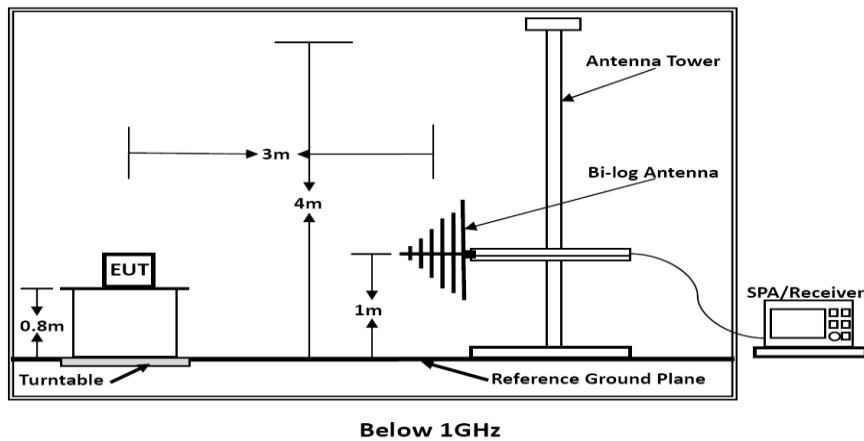 Antenna Tower
3m
Bi-log Antenna
4m
EUT
SPA/Receiver
0.8m
1m
Turntable
Reference Ground Plane
Below 1GHz